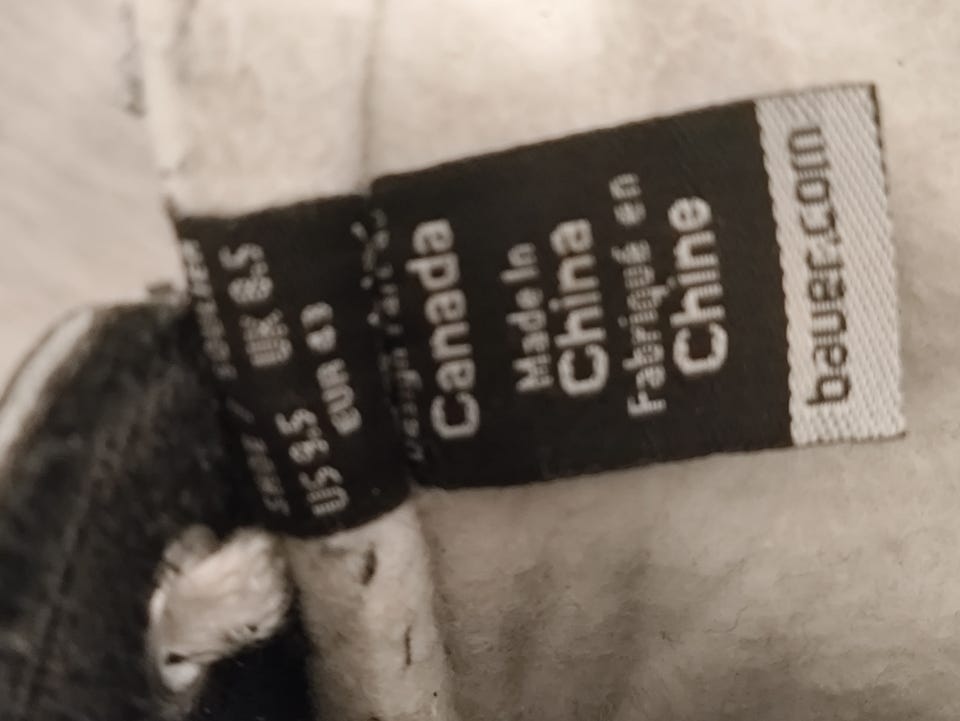 US 9.5 UK 8.5
EUR 43
Canada
Made In
China
Fabriqué en
Chine
bauer.com